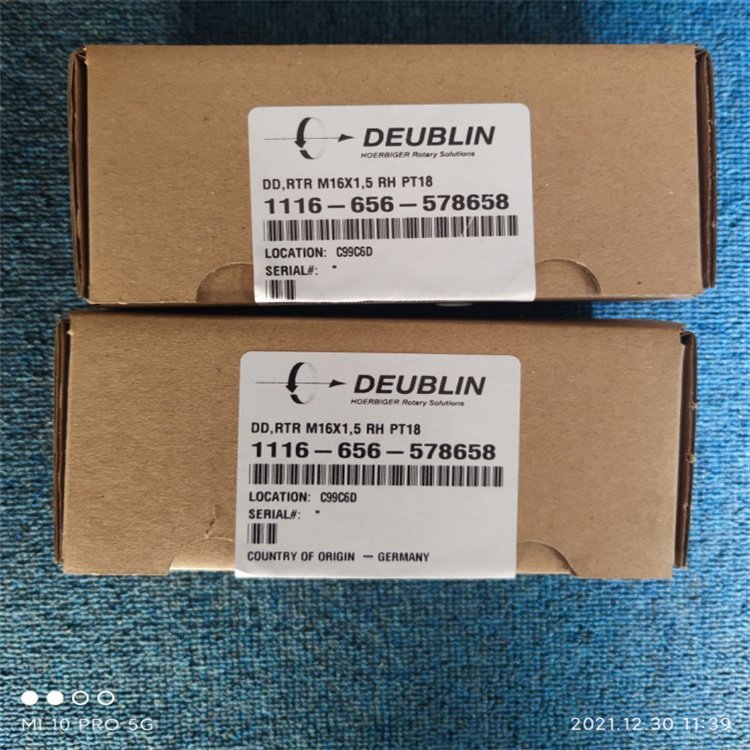 DEUBLIN
HOERBIGER Rotary Solutions
DD,RTR M16X1,5 RH PT18
1116-656-578658
LOCATION: C99C6D
SERIAL#: *
DEUBLIN
HOERBIGER Rotary Solutions
DD,RTR M16X1,5 RH PT18
1116-656-578658
LOCATION: C99C6D
SERIAL#: *
COUNTRY OF ORIGIN - GERMANY
MI 10 PRO 5G
2021.12.30 11:39